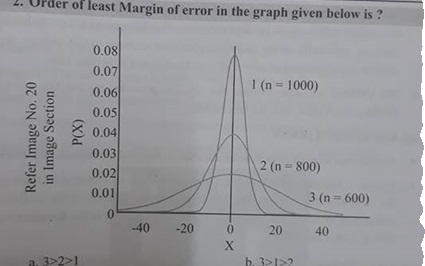 2. Order of least Margin of error in the graph given below is ?
Refer Image No. 20
in Image Section
P(X)
0.08
0.07
0.06
0.05
0.04
0.03
0.02
0.01
0
1 (n = 1000)
2 (n = 800)
3 (n = 600)
-40 -20 0 20 40
X
a. 3>2>1 b. 3>1>2